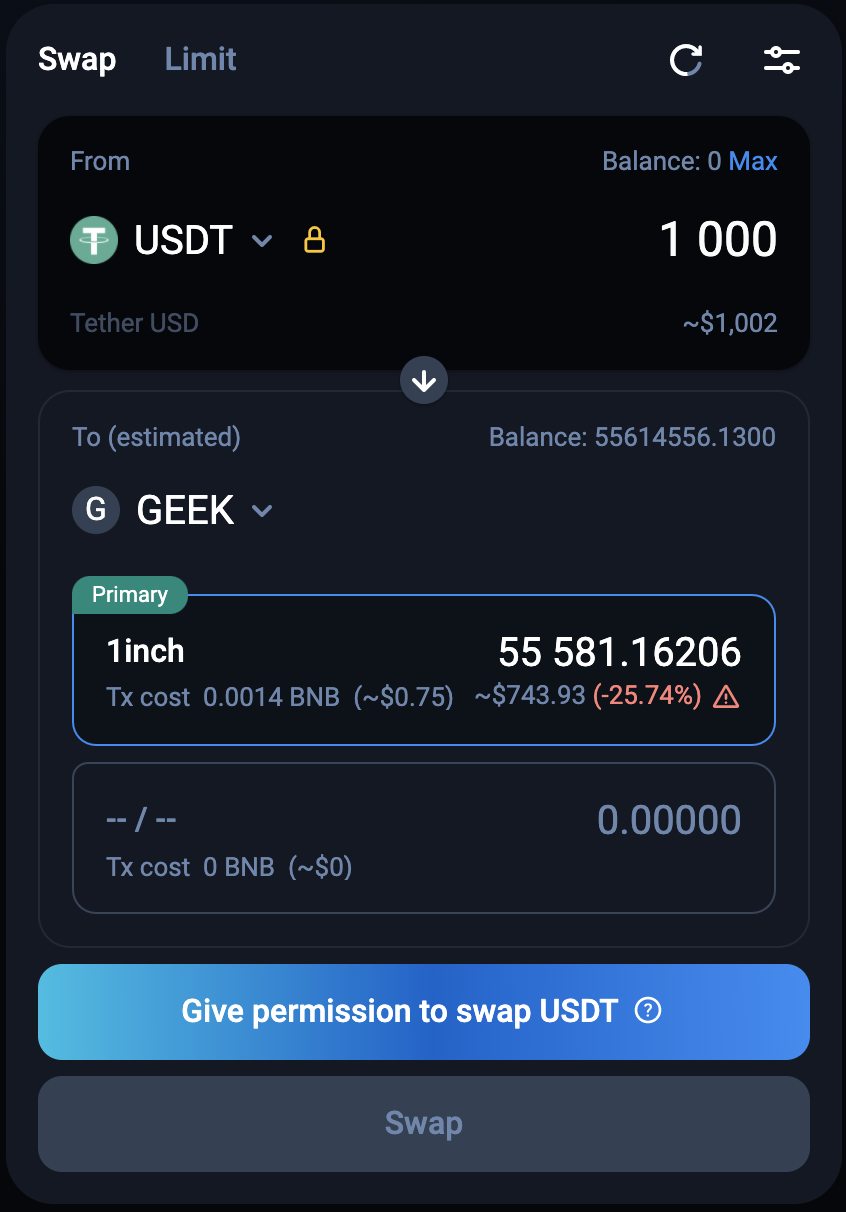 Swap Limit
From Balance: 0 Max
USDT 1 000
Tether USD ~$1,002
To (estimated) Balance: 55614556.1300
G GEEK
Primary
1inch 55 581.16206
Tx cost 0.0014 BNB (~$0.75) ~$743.93 (-25.74%)
-- / -- 0.00000
Tx cost 0 BNB (~$0)
Give permission to swap USDT ?
Swap